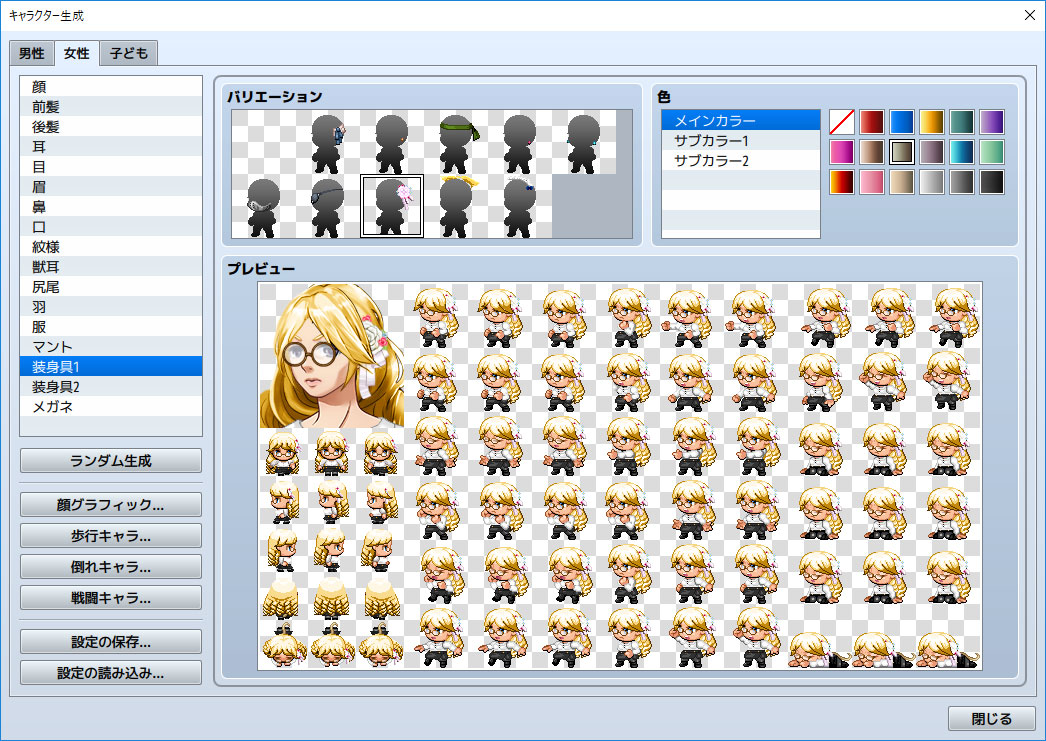 キャラクター生成
男性
女性
子ども
顔
前髪
後髪
耳
目
眉
鼻
口
紋様
獣耳
尻尾
羽
服
マント
装身具1
装身具2
メガネ
ランダム生成
顔グラフィック...
歩行キャラ...
倒れキャラ...
戦闘キャラ...
設定の保存...
設定の読み込み...
バリエーション
色
メインカラー
サブカラー1
サブカラー2
プレビュー
閉じる